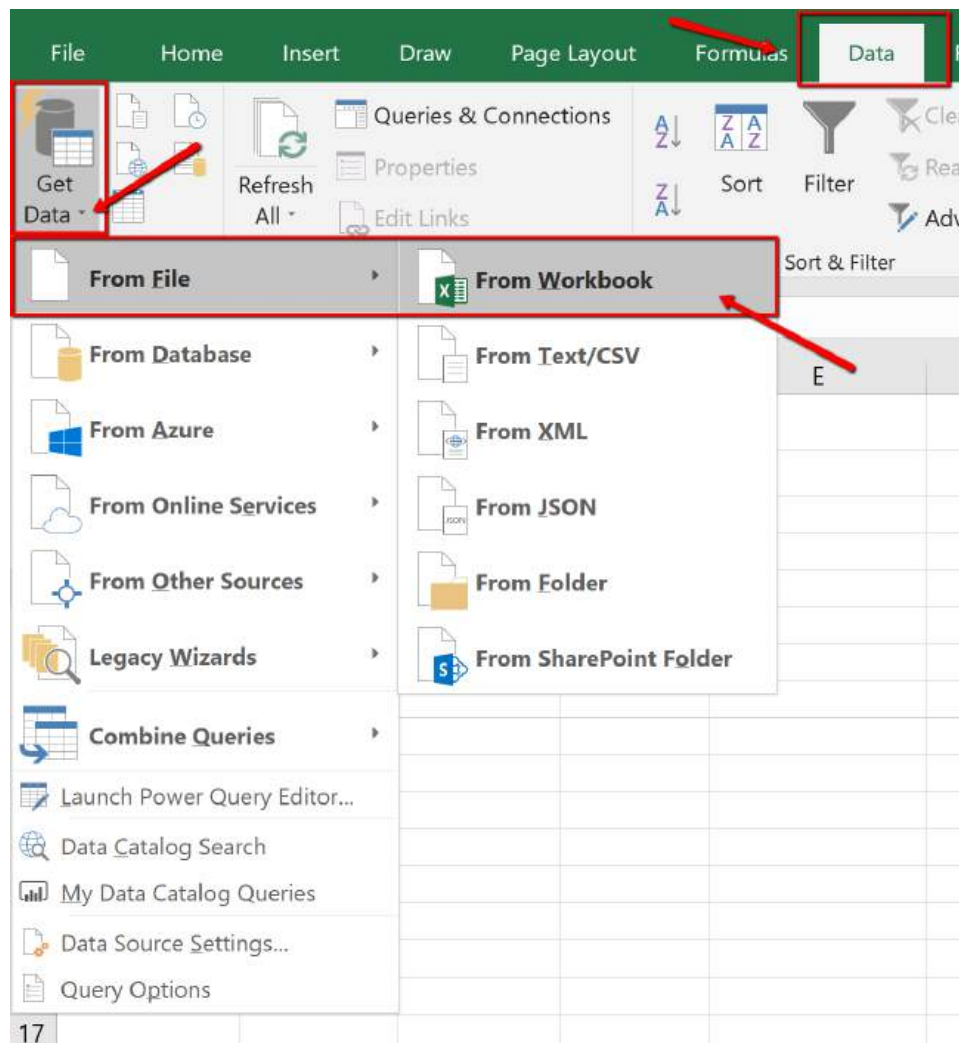 File Home Insert Draw Page Layout Formulas Data
Get Data
Refresh All
Queries & Connections
Properties
Edit Links
A Z
Z A
Z A
A Z
Sort
Filter
Sort & Filter
From File
From Database
From Azure
From Online Services
From Other Sources
Legacy Wizards
Combine Queries
Launch Power Query Editor...
Data Catalog Search
My Data Catalog Queries
Data Source Settings...
Query Options
From Workbook
From Text/CSV
From XML
JSON
From JSON
From Folder
From SharePoint Folder
E
17